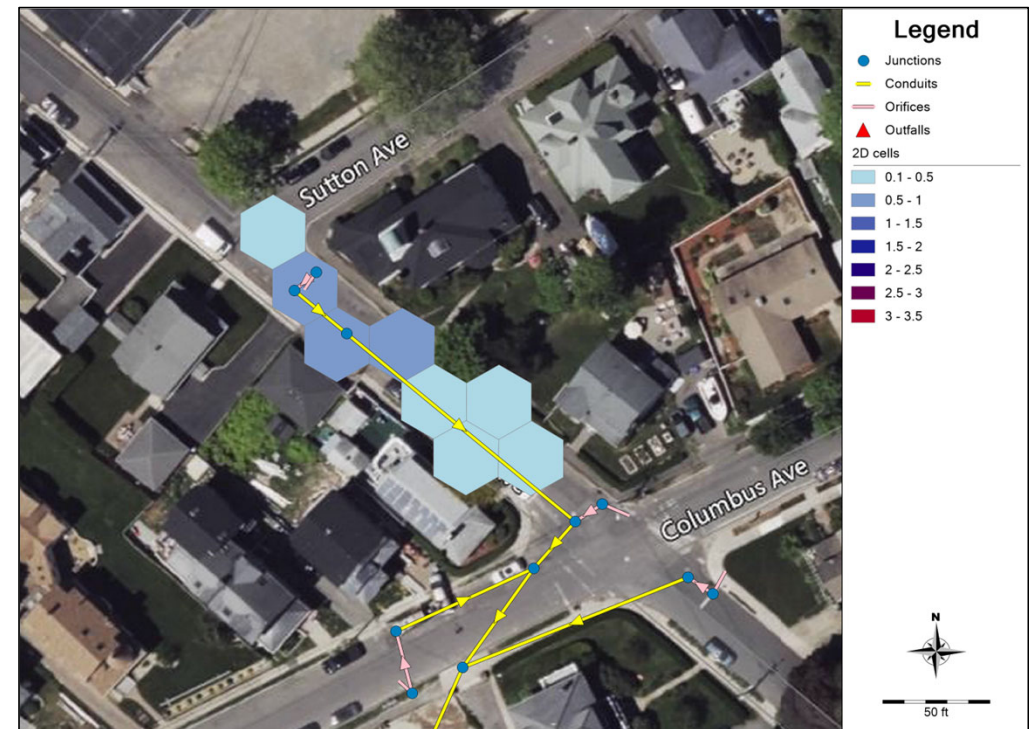 Legend
Junctions
Conduits
Orifices
Outfalls
2D cells
0.1 - 0.5
0.5 - 1
1 - 1.5
1.5 - 2
2 - 2.5
2.5 - 3
3 - 3.5
Sutton Ave
Columbus Ave
N
50 ft